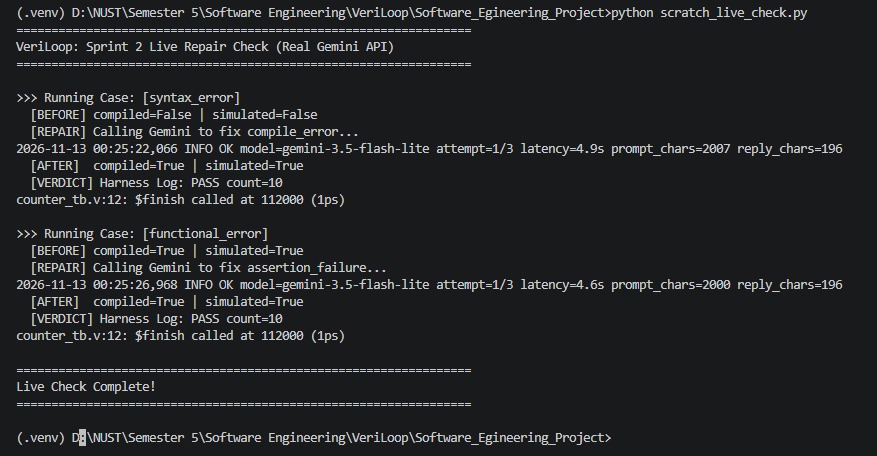 (.venv) D:\NUST\Semester 5\Software Engineering\VeriLoop\Software_Egineering_Project>python scratch_live_check.py
=================================================================
VeriLoop: Sprint 2 Live Repair Check (Real Gemini API)
=================================================================
>>> Running Case: [syntax_error]
[BEFORE] compiled=False | simulated=False
[REPAIR] Calling Gemini to fix compile_error...
2026-11-13 00:25:22,066 INFO OK model=gemini-3.5-flash-lite attempt=1/3 latency=4.9s prompt_chars=2007 reply_chars=196
[AFTER]  compiled=True | simulated=True
[VERDICT] Harness Log: PASS count=10
counter_tb.v:12: $finish called at 112000 (1ps)
>>> Running Case: [functional_error]
[BEFORE] compiled=True | simulated=True
[REPAIR] Calling Gemini to fix assertion_failure...
2026-11-13 00:25:26,968 INFO OK model=gemini-3.5-flash-lite attempt=1/3 latency=4.6s prompt_chars=2000 reply_chars=196
[AFTER]  compiled=True | simulated=True
[VERDICT] Harness Log: PASS count=10
counter_tb.v:12: $finish called at 112000 (1ps)
=================================================================
Live Check Complete!
=================================================================
(.venv) D:\NUST\Semester 5\Software Engineering\VeriLoop\Software_Egineering_Project>